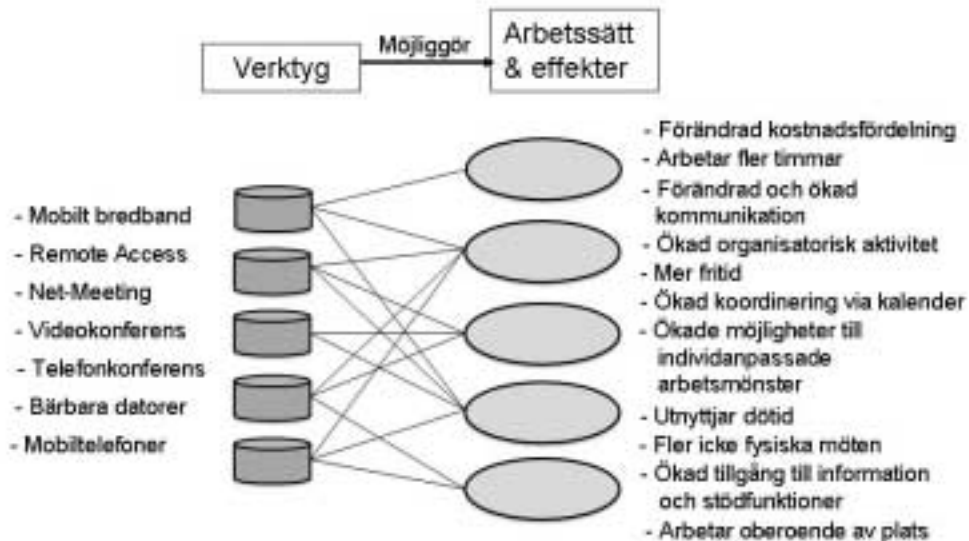 Verktyg
Möjliggör
Arbetssätt
& effekter
- Mobilt bredband
- Remote Access
- Net-Meeting
- Videokonferens
- Telefonkonferens
- Bärbara datorer
- Mobiltelefoner
- Förändrad kostnadsfördelning
- Arbetar fler timmar
- Förändrad och ökad
kommunikation
- Ökad organisatorisk aktivitet
- Mer fritid
- Ökad koordinering via kalender
- Ökade möjligheter till
individanpassade
arbetsmönster
- Utnyttjar dötid
- Fler icke fysiska möten
- Ökad tillgång till information
och stödfunktioner
- Arbetar oberoende av plats